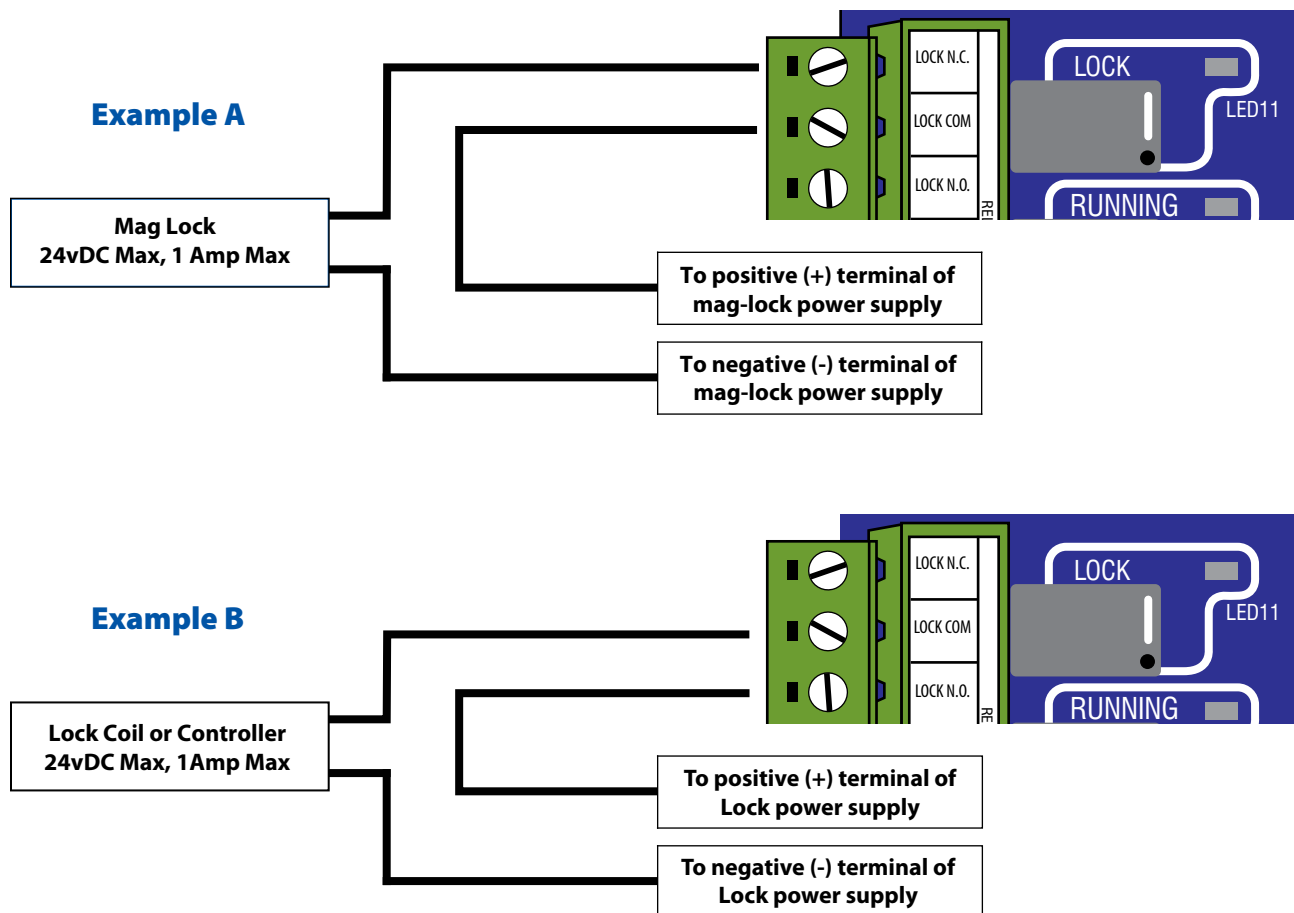 Example A
LOCK N.C.
LOCK COM
LOCK N.O.
LOCK
LED11
RUNNING
Mag Lock
24vDC Max, 1 Amp Max
To positive (+) terminal of
mag-lock power supply
To negative (-) terminal of
mag-lock power supply
Example B
LOCK N.C.
LOCK COM
LOCK N.O.
LOCK
LED11
RUNNING
Lock Coil or Controller
24vDC Max, 1Amp Max
To positive (+) terminal of
Lock power supply
To negative (-) terminal of
Lock power supply